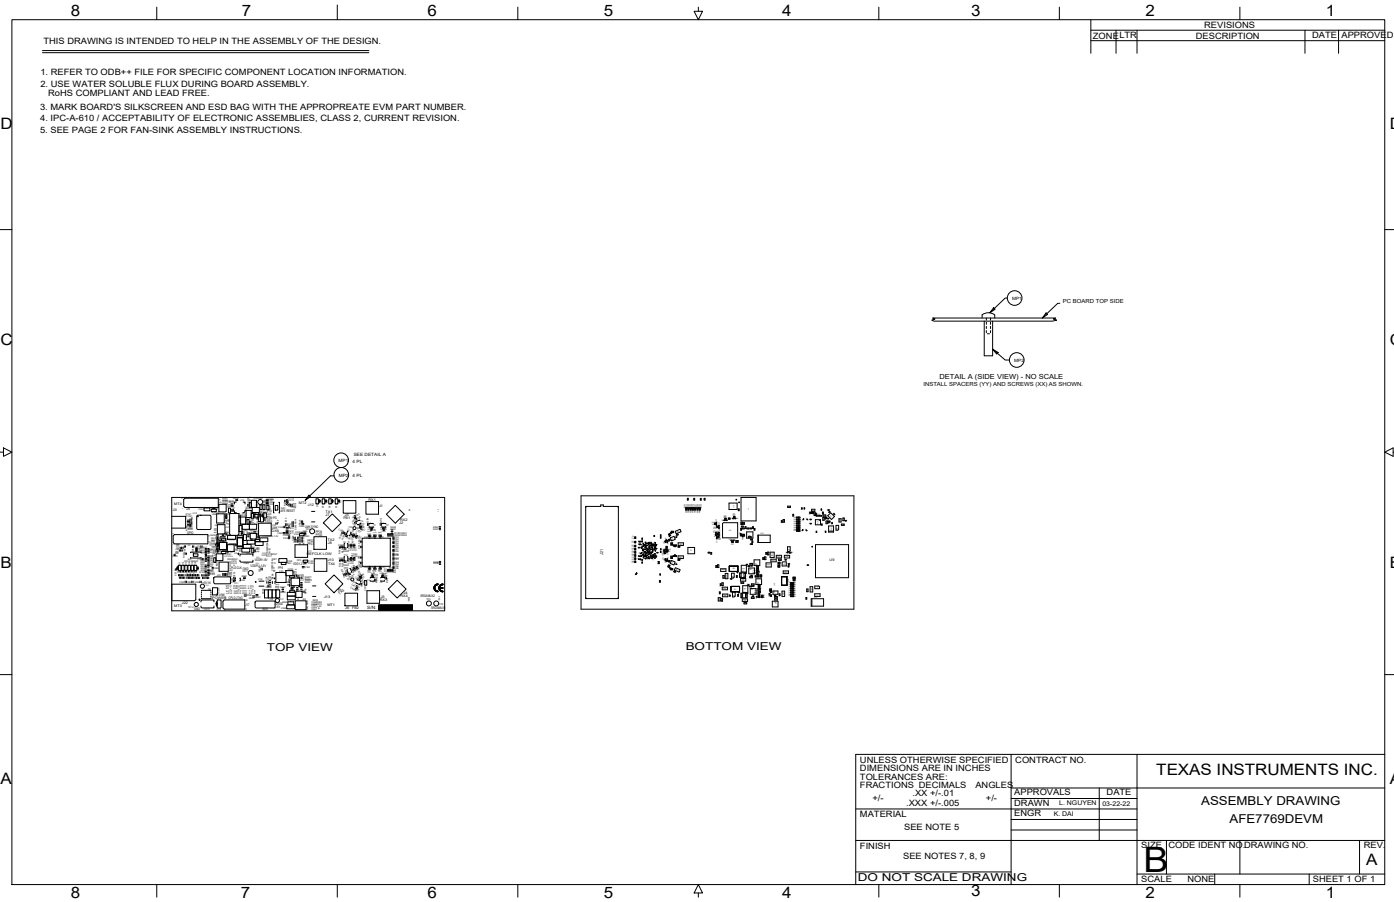 8 7 6 5 4 3 2 1
THIS DRAWING IS INTENDED TO HELP IN THE ASSEMBLY OF THE DESIGN.
1. REFER TO ODB++ FILE FOR SPECIFIC COMPONENT LOCATION INFORMATION.
2. USE WATER SOLUBLE FLUX DURING BOARD ASSEMBLY.
RoHS COMPLIANT AND LEAD FREE.
3. MARK BOARD'S SILKSCREEN AND ESD BAG WITH THE APPROPREATE EVM PART NUMBER.
4. IPC-A-610 / ACCEPTABILITY OF ELECTRONIC ASSEMBLIES, CLASS 2, CURRENT REVISION.
5. SEE PAGE 2 FOR FAN-SINK ASSEMBLY INSTRUCTIONS.
REVISIONS
ZONE LTR DESCRIPTION DATE APPROVED
D
C
B
A
MP1
PC BOARD TOP SIDE
MP2
DETAIL A (SIDE VIEW) - NO SCALE
INSTALL SPACERS (YY) AND SCREWS (XX) AS SHOWN.
SEE DETAIL A
MP1 4 PL
MP2 4 PL
TOP VIEW
BOTTOM VIEW
UNLESS OTHERWISE SPECIFIED
DIMENSIONS ARE IN INCHES
TOLERANCES ARE:
FRACTIONS DECIMALS ANGLES
+/- .XX +/-.01 +/-
.XXX +/-.005
MATERIAL
SEE NOTE 5
FINISH
SEE NOTES 7, 8, 9
DO NOT SCALE DRAWING
CONTRACT NO.
APPROVALS DATE
DRAWN L. NGUYEN 03-22-22
ENGR K. DAI
TEXAS INSTRUMENTS INC.
ASSEMBLY DRAWING
AFE7769DEVM
SIZE B
CODE IDENT NO.
DRAWING NO.
REV. A
SCALE NONE
SHEET 1 OF 1
8 7 6 5 4 3 2 1